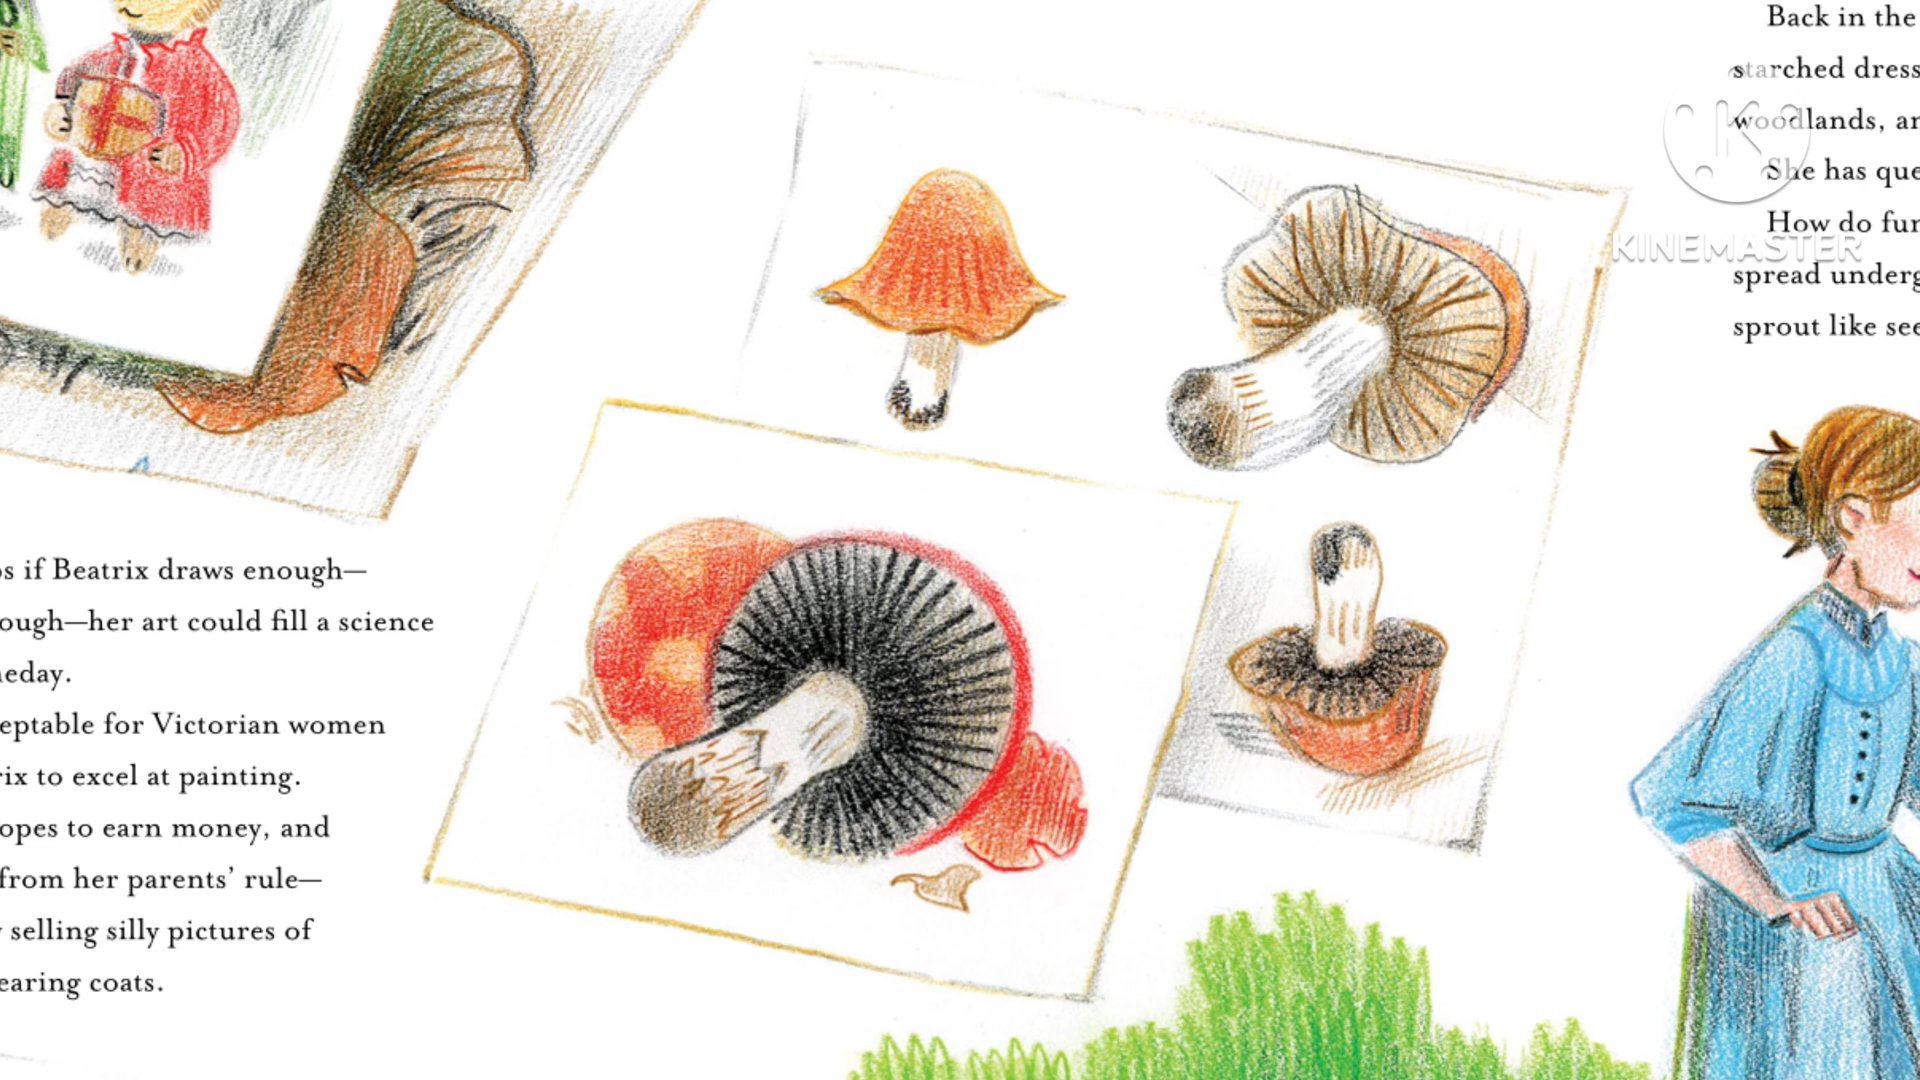 s if Beatrix draws enough—
ough—her art could fill a science
eday.
eptable for Victorian women
rix to excel at painting.
opes to earn money, and
from her parents’ rule—
selling silly pictures of
earing coats.
Back in the
starched dress
woodlands, an
She has que
How do fun
spread underg
sprout like see
KINEMASTER